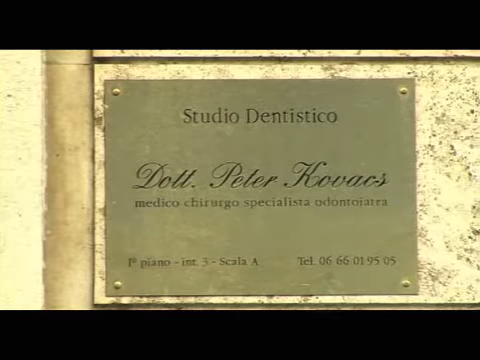 Studio Dentistico
Dott. Peter Kovacs
medico chirurgo specialista odontoiatra
1º piano - int. 3 - Scala A Tel. 06 66 01 95 05